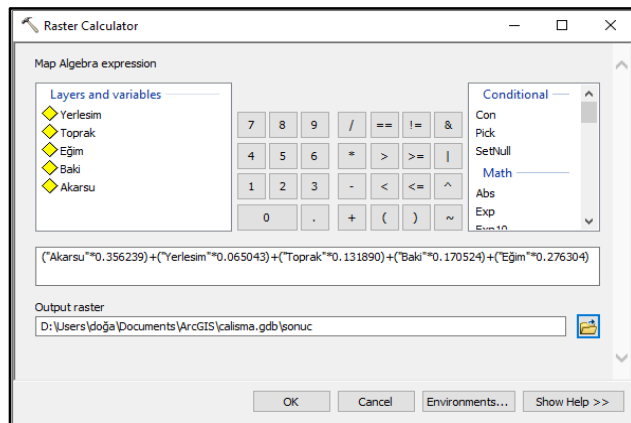 Raster Calculator
Map Algebra expression
Layers and variables
Yerlesim
Toprak
Eğim
Baki
Akarsu
7 8 9 / == != &
4 5 6 * > >= |
1 2 3 - < <= ^
0 . + ( ) ~
Conditional
Con
Pick
SetNull
Math
Abs
Exp
Exp10
("Akarsu"*0.356239)+("Yerlesim"*0.065043)+("Toprak"*0.131890)+("Baki"*0.170524)+("Eğim"*0.276304)
Output raster
D:\Users\doğa\Documents\ArcGIS\calisma.gdb\sonuc
OK Cancel Environments... Show Help >>